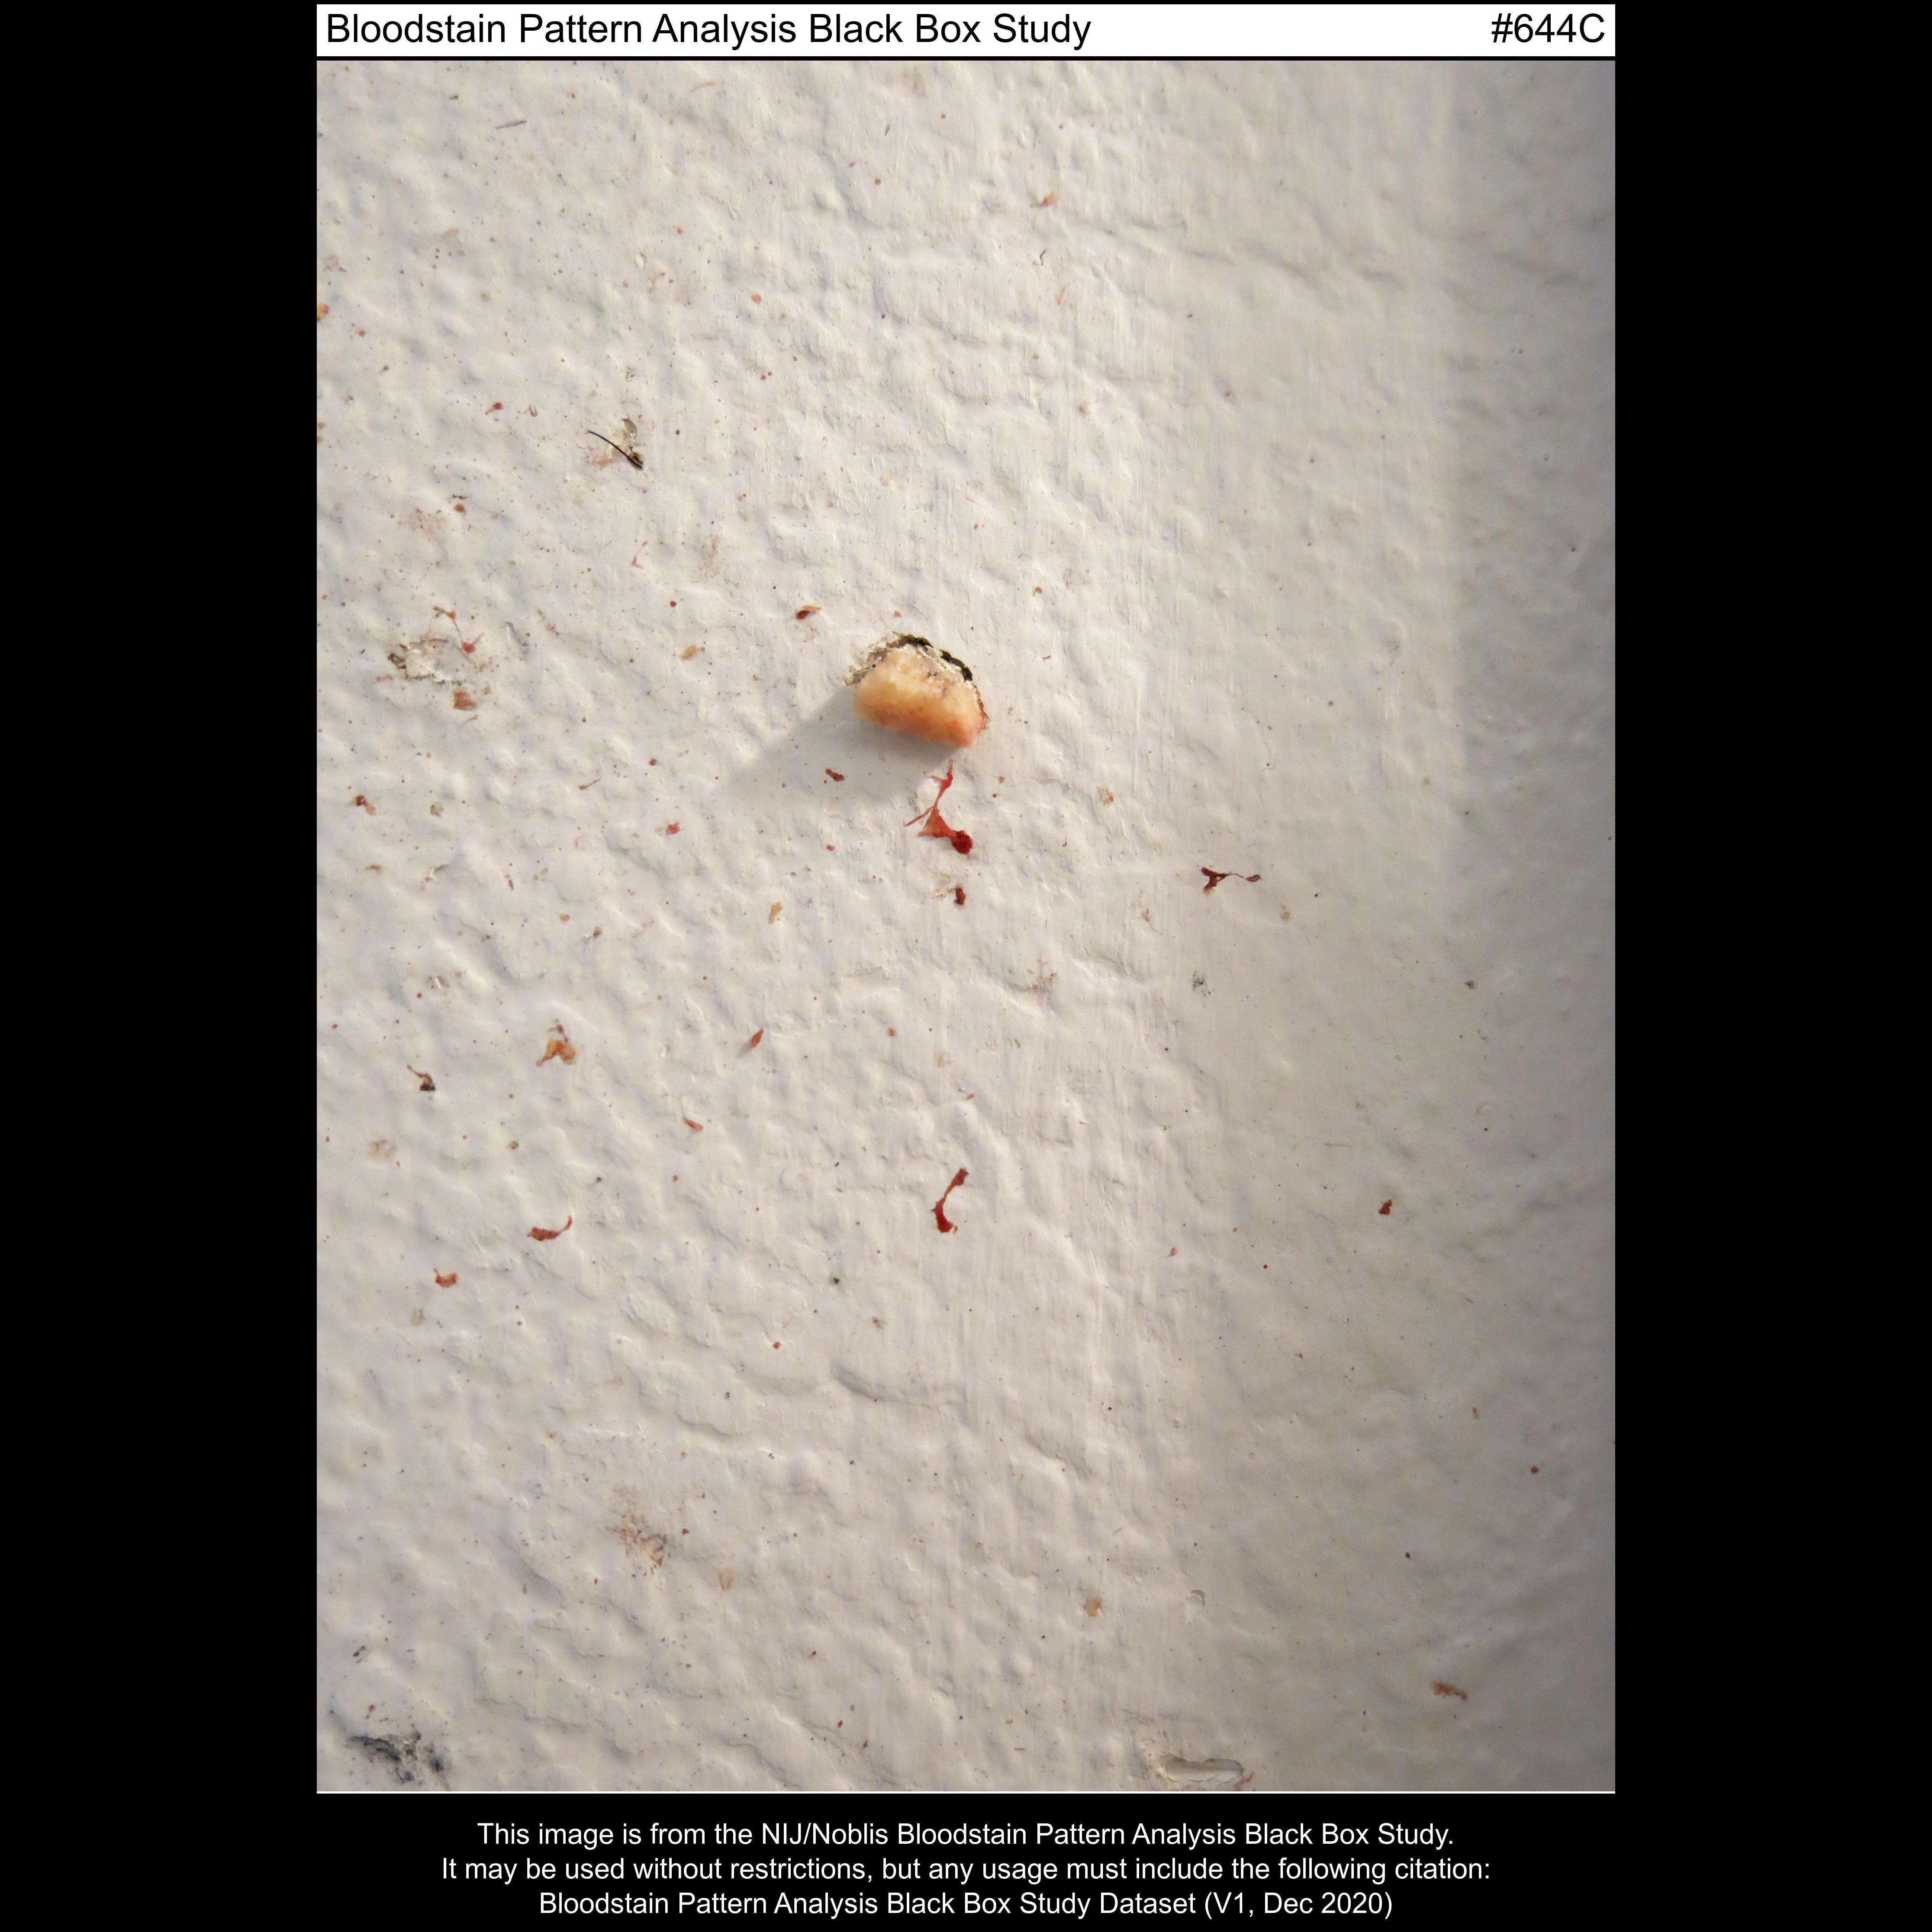 Bloodstain Pattern Analysis Black Box Study #644C
This image is from the NIJ/Noblis Bloodstain Pattern Analysis Black Box Study.
It may be used without restrictions, but any usage must include the following citation:
Bloodstain Pattern Analysis Black Box Study Dataset (V1, Dec 2020)